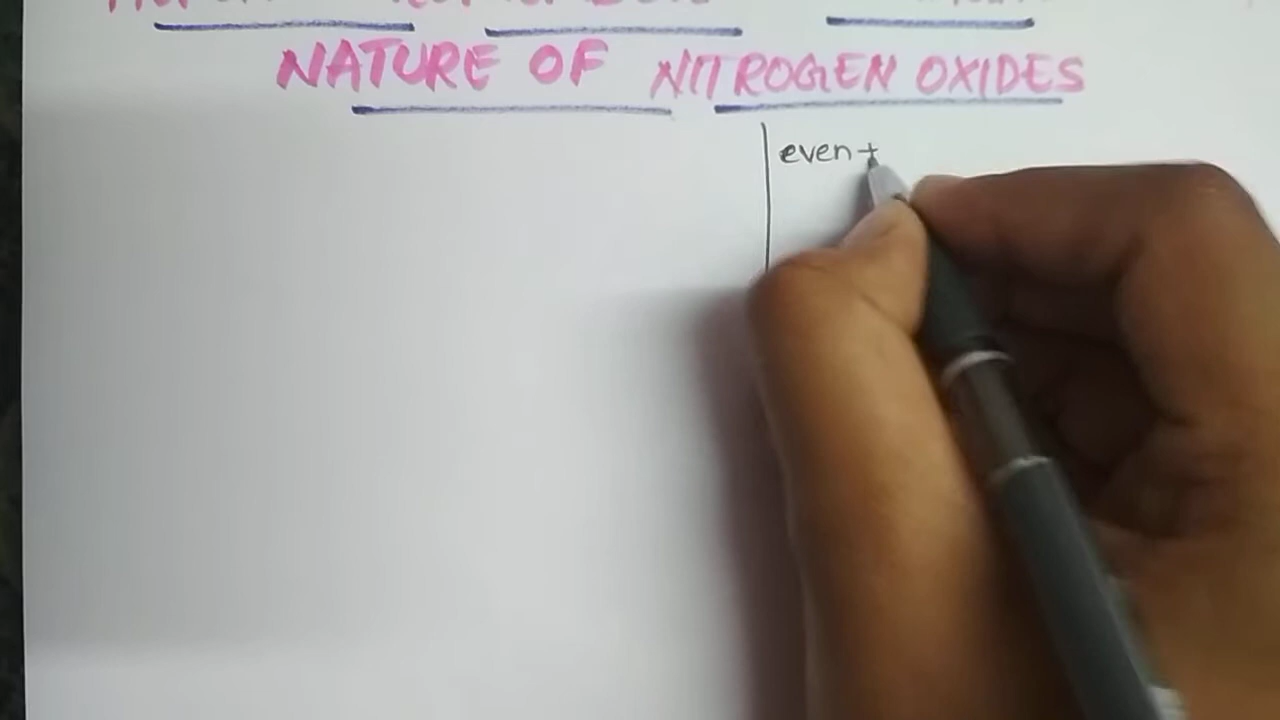 NATURE OF NITROGEN OXIDES
even +